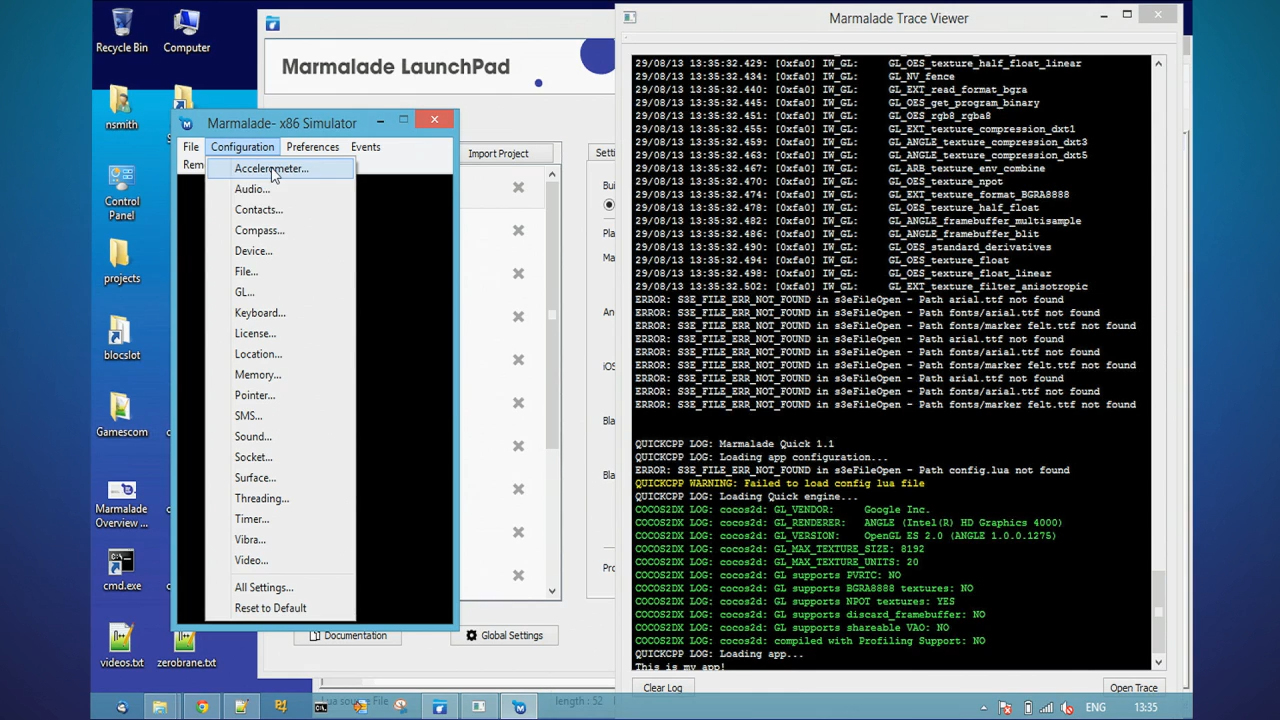 Recycle Bin
Computer
nsmith
Control
Panel
projects
blocslot
Gamescom
Marmalade
Overview ...
cmd.exe
videos.txt
zerobrane.txt
Marmalade LaunchPad
Import Project
Documentation
Global Settings
Lua source File
length : 52
Marmalade- x86 Simulator
File
Configuration
Preferences
Events
Accelerometer...
Audio...
Contacts...
Compass...
Device...
File...
GL...
Keyboard...
License...
Location...
Memory...
Pointer...
SMS...
Sound...
Socket...
Surface...
Threading...
Timer...
Vibra...
Video...
All Settings...
Reset to Default
Marmalade Trace Viewer
29/08/13 13:35:32.429: [0xfa0] IW_GL: GL_OES_texture_half_float_linear
29/08/13 13:35:32.440: [0xfa0] IW_GL: GL_NV_fence
29/08/13 13:35:32.440: [0xfa0] IW_GL: GL_EXT_read_format_bgra
29/08/13 13:35:32.445: [0xfa0] IW_GL: GL_OES_get_program_binary
29/08/13 13:35:32.449: [0xfa0] IW_GL: GL_OES_rgb8_rgba8
29/08/13 13:35:32.451: [0xfa0] IW_GL: GL_EXT_texture_compression_dxt1
29/08/13 13:35:32.454: [0xfa0] IW_GL: GL_ANGLE_texture_compression_dxt3
29/08/13 13:35:32.457: [0xfa0] IW_GL: GL_ANGLE_texture_compression_dxt5
29/08/13 13:35:32.460: [0xfa0] IW_GL: GL_ARB_texture_env_combine
29/08/13 13:35:32.470: [0xfa0] IW_GL: GL_OES_texture_npot
29/08/13 13:35:32.474: [0xfa0] IW_GL: GL_EXT_texture_format_BGRA8888
29/08/13 13:35:32.478: [0xfa0] IW_GL: GL_OES_texture_half_float
29/08/13 13:35:32.482: [0xfa0] IW_GL: GL_ANGLE_framebuffer_multisample
29/08/13 13:35:32.486: [0xfa0] IW_GL: GL_ANGLE_framebuffer_blit
29/08/13 13:35:32.490: [0xfa0] IW_GL: GL_OES_standard_derivatives
29/08/13 13:35:32.494: [0xfa0] IW_GL: GL_OES_texture_float
29/08/13 13:35:32.498: [0xfa0] IW_GL: GL_OES_texture_float_linear
29/08/13 13:35:32.502: [0xfa0] IW_GL: GL_EXT_texture_filter_anisotropic
ERROR: S3E_FILE_ERR_NOT_FOUND in s3eFileOpen - Path arial.ttf not found
ERROR: S3E_FILE_ERR_NOT_FOUND in s3eFileOpen - Path fonts/arial.ttf not found
ERROR: S3E_FILE_ERR_NOT_FOUND in s3eFileOpen - Path fonts/marker felt.ttf not found
ERROR: S3E_FILE_ERR_NOT_FOUND in s3eFileOpen - Path fonts/arial.ttf not found
ERROR: S3E_FILE_ERR_NOT_FOUND in s3eFileOpen - Path fonts/arial.ttf not found
ERROR: S3E_FILE_ERR_NOT_FOUND in s3eFileOpen - Path fonts/marker felt.ttf not found
ERROR: S3E_FILE_ERR_NOT_FOUND in s3eFileOpen - Path arial.ttf not found
ERROR: S3E_FILE_ERR_NOT_FOUND in s3eFileOpen - Path fonts/arial.ttf not found
ERROR: S3E_FILE_ERR_NOT_FOUND in s3eFileOpen - Path fonts/marker felt.ttf not found
QUICKCPP LOG: Marmalade Quick 1.1
QUICKCPP LOG: Loading app configuration...
ERROR: S3E_FILE_ERR_NOT_FOUND in s3eFileOpen - Path config.lua not found
QUICKCPP WARNING: Failed to load config lua file
QUICKCPP LOG: Loading Quick engine...
COCOS2DX LOG: cocos2d: GL_VENDOR: Google Inc.
COCOS2DX LOG: cocos2d: GL_RENDERER: ANGLE (Intel(R) HD Graphics 4000)
COCOS2DX LOG: cocos2d: GL_VERSION: OpenGL ES 2.0 (ANGLE 1.0.0.1275)
COCOS2DX LOG: cocos2d: GL_MAX_TEXTURE_SIZE: 8192
COCOS2DX LOG: cocos2d: GL_MAX_TEXTURE_UNITS: 20
COCOS2DX LOG: cocos2d: GL supports PVRTC: NO
COCOS2DX LOG: cocos2d: GL supports BGRA8888 textures: NO
COCOS2DX LOG: cocos2d: GL supports NPOT textures: YES
COCOS2DX LOG: cocos2d: GL supports discard_framebuffer: NO
COCOS2DX LOG: cocos2d: GL supports shareable VAO: NO
COCOS2DX LOG: cocos2d: compiled with Profiling Support: NO
QUICKCPP LOG: Loading app...
This is my app!
Clear Log
Open Trace
ENG
13:35